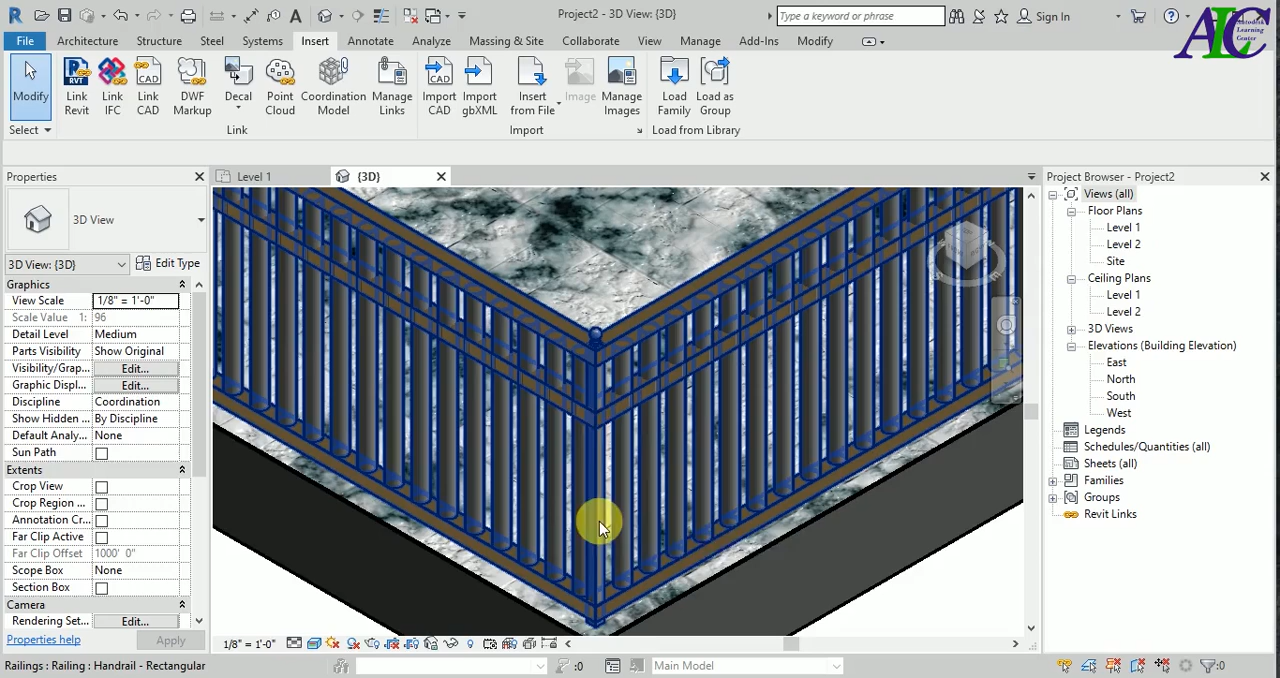 Project2 - 3D View: {3D}
Type a keyword or phrase
Sign In
ALC
Autodesk
Learning
Center
File
Architecture
Structure
Steel
Systems
Insert
Annotate
Analyze
Massing & Site
Collaborate
View
Manage
Add-Ins
Modify
Modify
Link
Revit
Link
IFC
Link
CAD
DWF
Markup
Decal
Point
Cloud
Coordination
Model
Manage
Links
Import
CAD
Import
gbXML
Insert
from File
Image
Manage
Images
Load
Family
Load as
Group
Select
Link
Import
Load from Library
Properties
Level 1
{3D}
Project Browser - Project2
3D View
3D View: {3D}
Edit Type
Graphics
View Scale 1/8" = 1'-0"
Scale Value 1: 96
Detail Level Medium
Parts Visibility Show Original
Visibility/Grap... Edit...
Graphic Displ... Edit...
Discipline Coordination
Show Hidden By Discipline
Default Analy... None
Sun Path
Extents
Crop View
Crop Region
Annotation Cr...
Far Clip Active
Far Clip Offset 1000' 0"
Scope Box None
Section Box
Camera
Rendering Set... Edit...
Properties help
Apply
Views (all)
Floor Plans
Level 1
Level 2
Site
Ceiling Plans
Level 1
Level 2
3D Views
Elevations (Building Elevation)
East
North
South
West
Legends
Schedules/Quantities (all)
Sheets (all)
Families
Groups
Revit Links
1/8" = 1'-0"
Railings : Railing : Handrail - Rectangular
:0
Main Model
:0